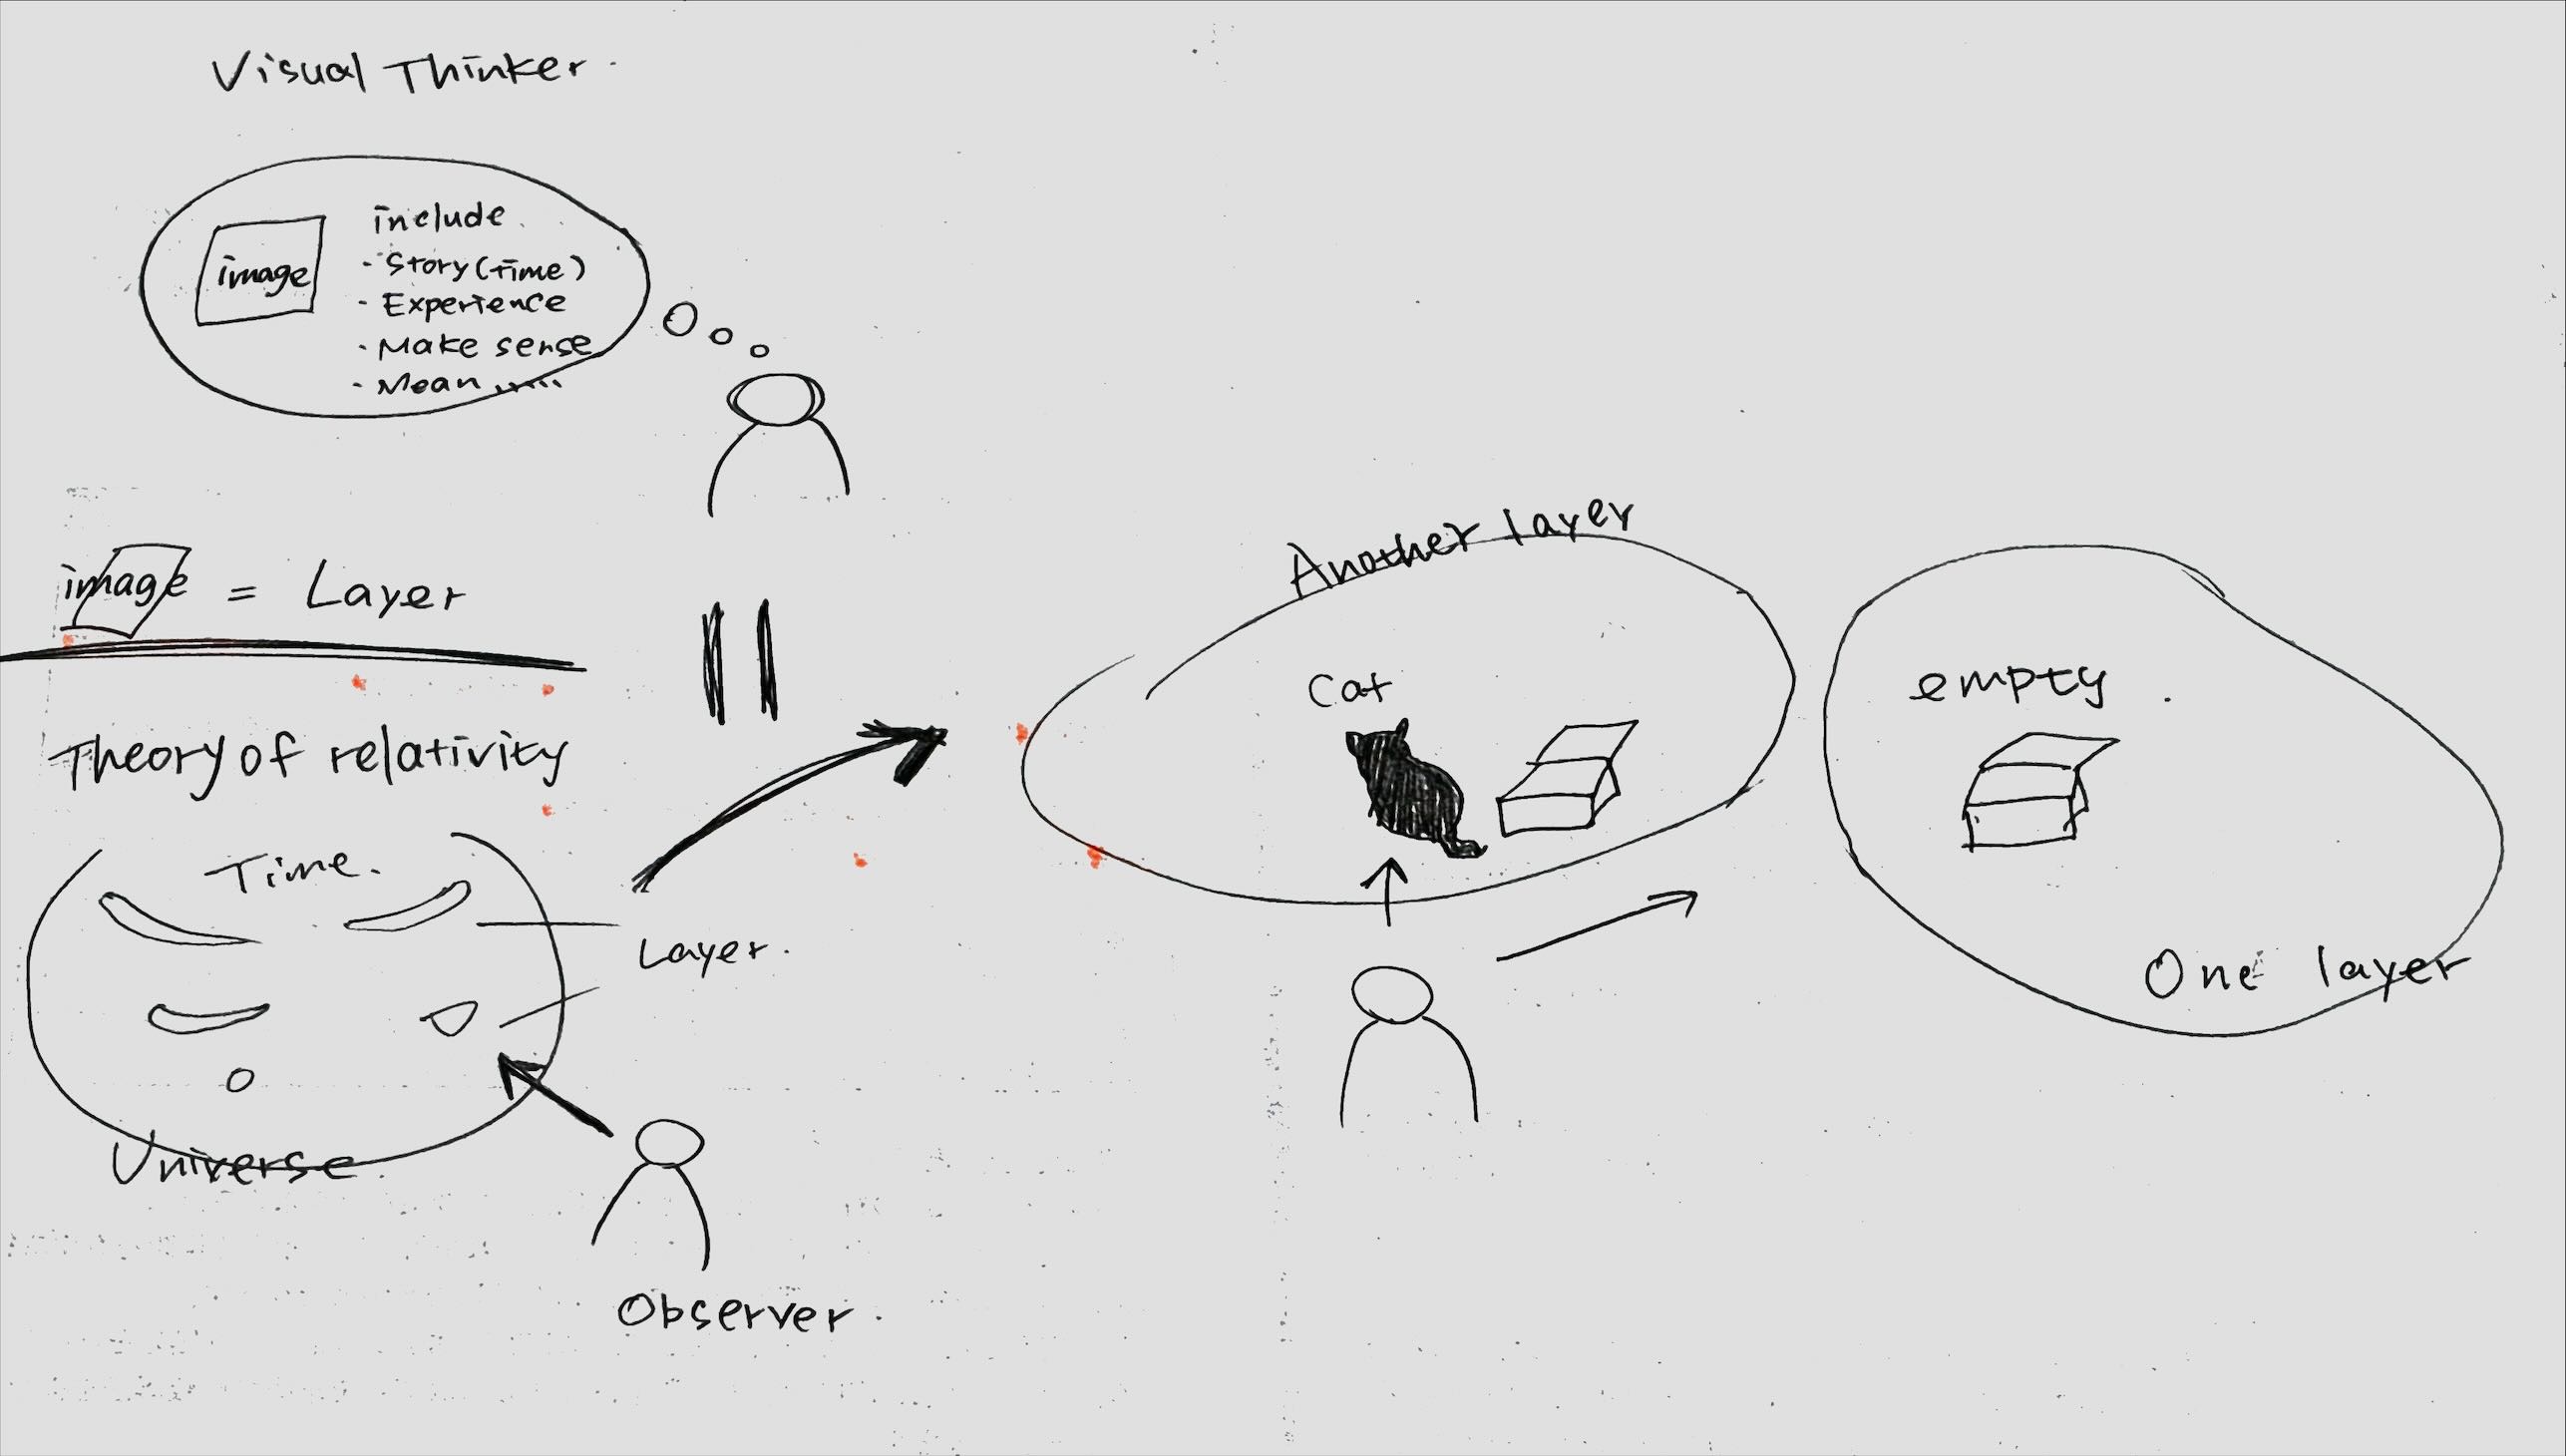 Visual Thinker.
image
include
- Story (time)
- Experience
- Make sense
- Mean ......
image = Layer
Theory of relativity
Time.
Layer.
Universe.
Observer.
Another layer
Cat
empty.
One layer